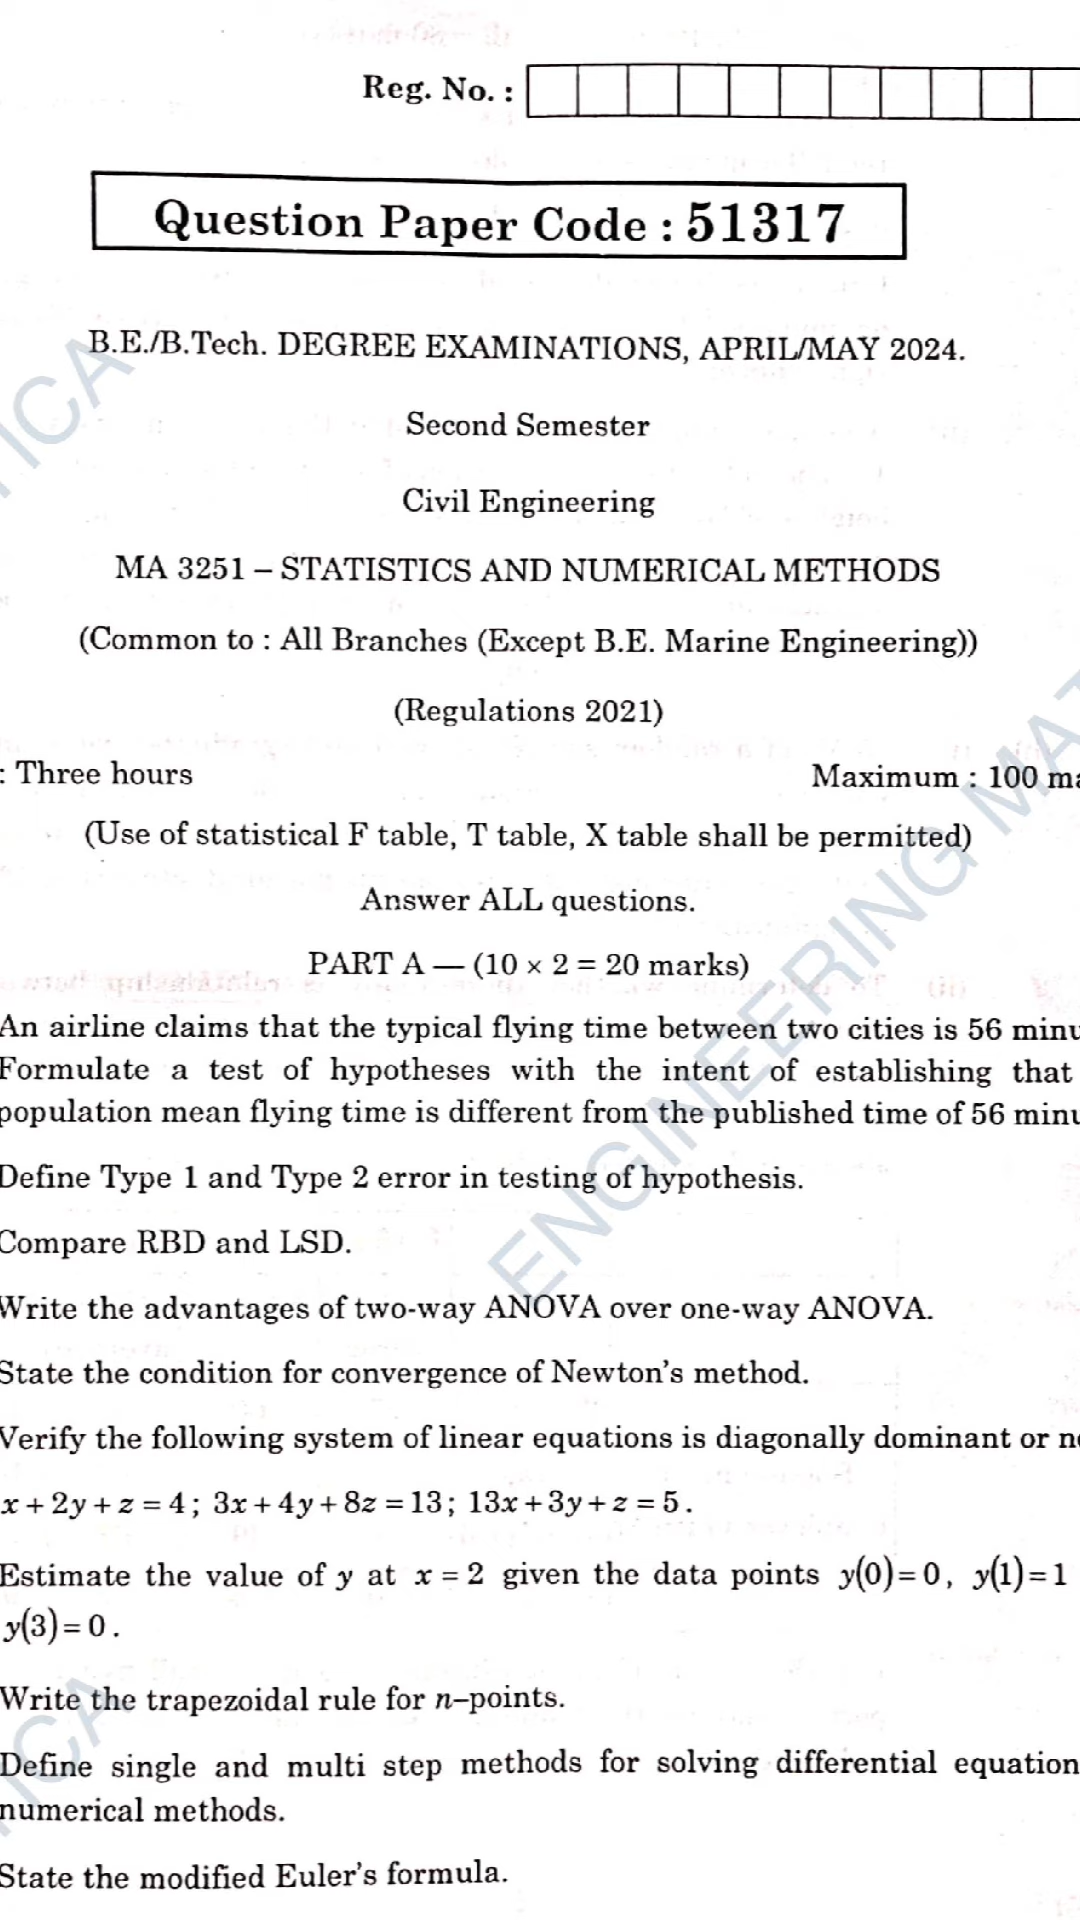 Reg. No. :
Question Paper Code : 51317
B.E./B.Tech. DEGREE EXAMINATIONS, APRIL/MAY 2024.
Second Semester
Civil Engineering
MA 3251 – STATISTICS AND NUMERICAL METHODS
(Common to : All Branches (Except B.E. Marine Engineering))
(Regulations 2021)
: Three hours Maximum : 100 ma
(Use of statistical F table, T table, X table shall be permitted)
Answer ALL questions.
PART A — (10 × 2 = 20 marks)
An airline claims that the typical flying time between two cities is 56 minu
Formulate a test of hypotheses with the intent of establishing that
population mean flying time is different from the published time of 56 minu
Define Type 1 and Type 2 error in testing of hypothesis.
Compare RBD and LSD.
Write the advantages of two-way ANOVA over one-way ANOVA.
State the condition for convergence of Newton's method.
Verify the following system of linear equations is diagonally dominant or no
x + 2y + z = 4 ; 3x + 4y + 8z = 13 ; 13x + 3y + z = 5 .
Estimate the value of y at x = 2 given the data points y(0) = 0 , y(1) = 1
y(3) = 0 .
Write the trapezoidal rule for n–points.
Define single and multi step methods for solving differential equation
numerical methods.
State the modified Euler's formula.
ENGINEERING MAT
TICA
ICA